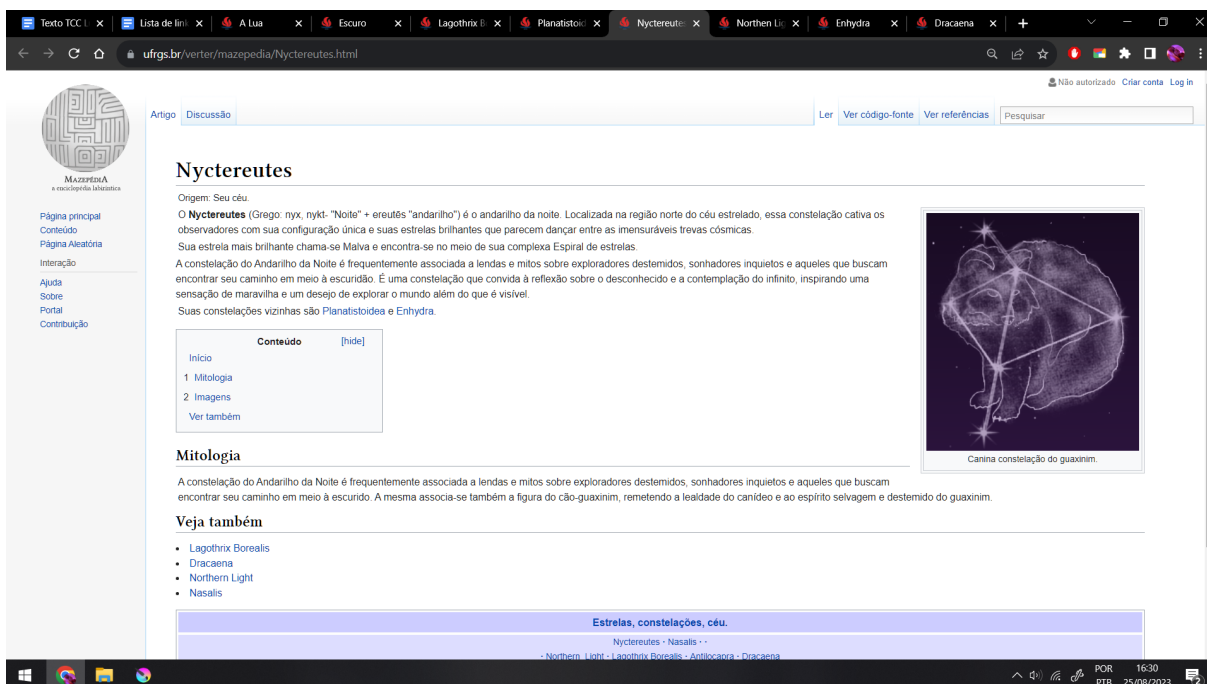 Texto TCC L
Lista de link
A Lua
Escuro
Lagothrix B
Planatistoid
Nyctereutes
Northen Lig
Enhydra
Dracaena
ufrgs.br/verter/mazepedia/Nyctereutes.html
Não autorizado Criar conta Log in
Artigo Discussão
Ler Ver código-fonte Ver referências Pesquisar
MAZEPÉDIA
a enciclopédia labiríntica
Página principal
Conteúdo
Página Aleatória
Interação
Ajuda
Sobre
Portal
Contribuição
Nyctereutes
Origem: Seu céu.
O Nyctereutes (Grego: nyx, nykt- "Noite" + ereutēs "andarilho") é o andarilho da noite. Localizada na região norte do céu estrelado, essa constelação cativa os
observadores com sua configuração única e suas estrelas brilhantes que parecem dançar entre as imensuráveis trevas cósmicas.
Sua estrela mais brilhante chama-se Malva e encontra-se no meio de sua complexa Espiral de estrelas.
A constelação do Andarilho da Noite é frequentemente associada a lendas e mitos sobre exploradores destemidos, sonhadores inquietos e aqueles que buscam
encontrar seu caminho em meio à escuridão. É uma constelação que convida à reflexão sobre o desconhecido e a contemplação do infinito, inspirando uma
sensação de maravilha e um desejo de explorar o mundo além do que é visível.
Suas constelações vizinhas são Planatistoidea e Enhydra.
Conteúdo [hide]
Início
1 Mitologia
2 Imagens
Ver também
Canina constelação do guaxinim.
Mitologia
A constelação do Andarilho da Noite é frequentemente associada a lendas e mitos sobre exploradores destemidos, sonhadores inquietos e aqueles que buscam
encontrar seu caminho em meio à escurido. A mesma associa-se também a figura do cão-guaxinim, remetendo a lealdade do canídeo e ao espírito selvagem e destemido do guaxinim.
Veja também
• Lagothrix Borealis
• Dracaena
• Northern Light
• Nasalis
Estrelas, constelações, céu.
Nyctereutes · Nasalis · ·
· Northern Light · Lagothrix Borealis · Antilocapra · Dracaena
POR
PTB
16:30
25/08/2023
2